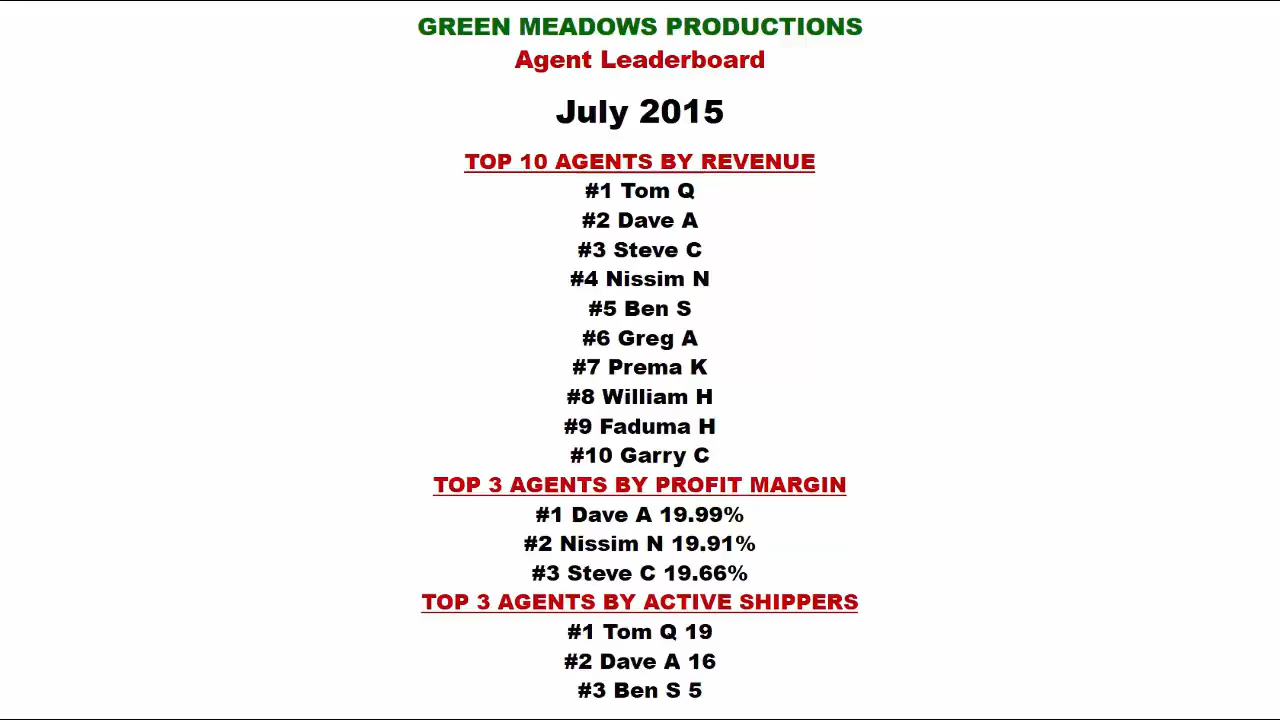 GREEN MEADOWS PRODUCTIONS
Agent Leaderboard
July 2015
TOP 10 AGENTS BY REVENUE
#1 Tom Q
#2 Dave A
#3 Steve C
#4 Nissim N
#5 Ben S
#6 Greg A
#7 Prema K
#8 William H
#9 Faduma H
#10 Garry C
TOP 3 AGENTS BY PROFIT MARGIN
#1 Dave A 19.99%
#2 Nissim N 19.91%
#3 Steve C 19.66%
TOP 3 AGENTS BY ACTIVE SHIPPERS
#1 Tom Q 19
#2 Dave A 16
#3 Ben S 5